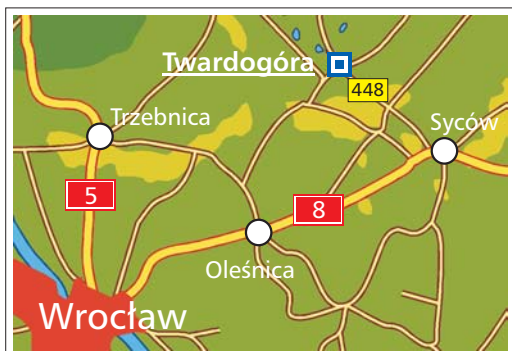 Twardogóra
448
Trzebnica
Syców
5
8
Oleśnica
Wrocław